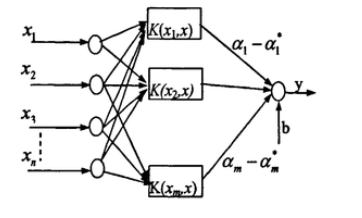 x₁
x₂
x₃
xₙ
K(x₁,x)
K(x₂,x)
K(xₘ,x)
α₁ − α₁*
αₘ − αₘ*
b
y